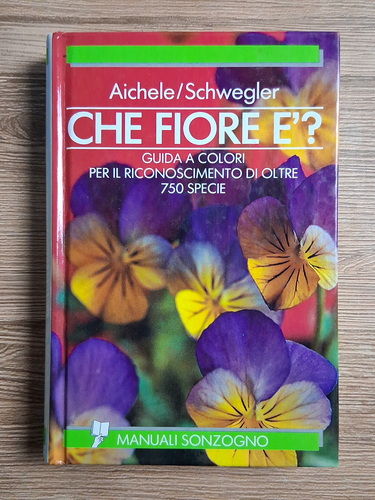 Aichele/Schwegler
CHE FIORE E'?
GUIDA A COLORI
PER IL RICONOSCIMENTO DI OLTRE
750 SPECIE
MANUALI SONZOGNO